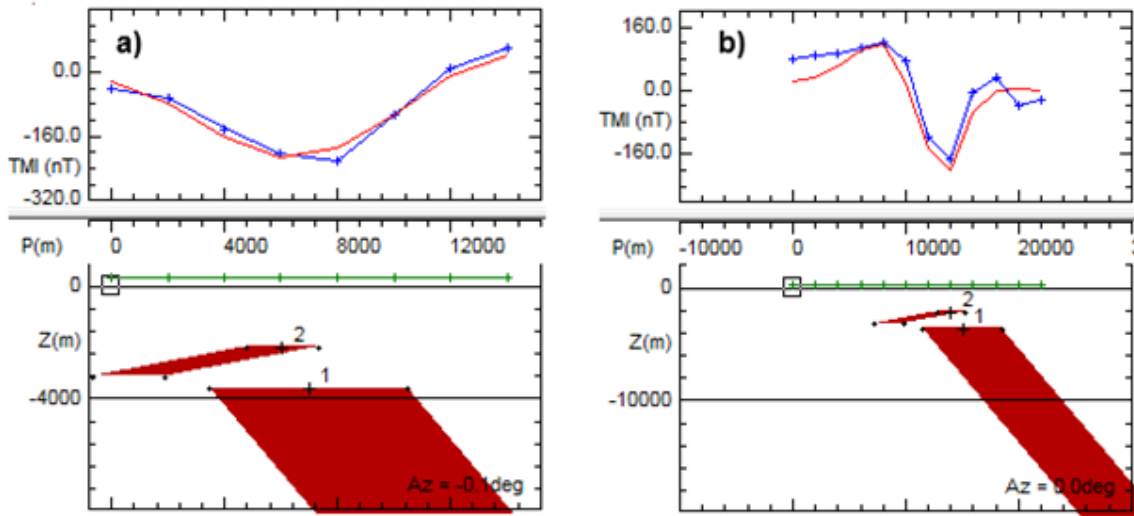 a)
0.0
-160.0
TMI (nT)
-320.0
P(m) 0 4000 8000 12000
0
Z(m)
-4000
2
1
Az = -0.1deg
b)
160.0
0.0
TMI (nT)
-160.0
P(m) -10000 0 10000 20000
0
Z(m)
-10000
2
1
Az = 0.0deg